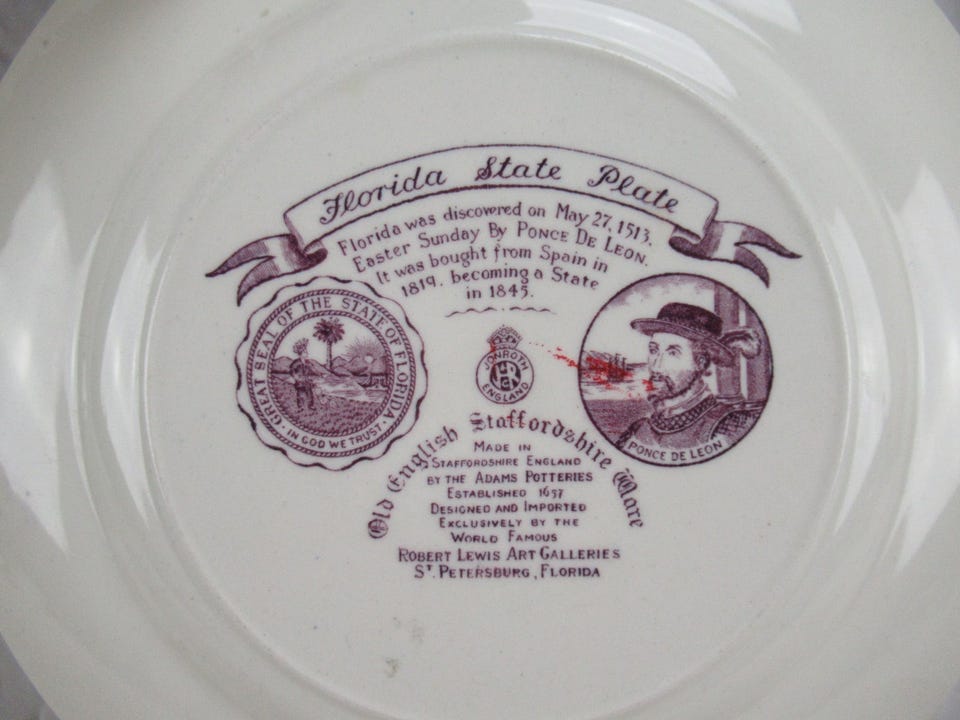 Florida State Plate
Florida was discovered on May 27, 1513,
Easter Sunday By PONCE DE LEON.
It was bought from Spain in
1819, becoming a State
in 1845.
GREAT SEAL OF THE STATE OF FLORIDA
· IN GOD WE TRUST ·
JONROTH
ENGLAND
PONCE DE LEON
Old English Staffordshire Ware
MADE IN
STAFFORDSHIRE ENGLAND
BY THE ADAMS POTTERIES
ESTABLISHED 1657
DESIGNED AND IMPORTED
EXCLUSIVELY BY THE
WORLD FAMOUS
ROBERT LEWIS ART GALLERIES
ST. PETERSBURG, FLORIDA